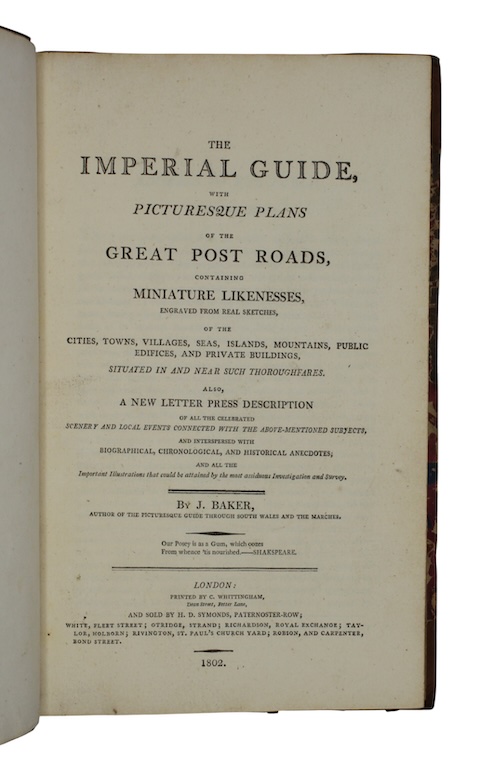 THE
IMPERIAL GUIDE,
WITH
PICTURESQUE PLANS
OF THE
GREAT POST ROADS,
CONTAINING
MINIATURE LIKENESSES,
ENGRAVED FROM REAL SKETCHES,
OF THE
CITIES, TOWNS, VILLAGES, SEAS, ISLANDS, MOUNTAINS, PUBLIC
EDIFICES, AND PRIVATE BUILDINGS,
SITUATED IN AND NEAR SUCH THOROUGHFARES.
ALSO,
A NEW LETTER PRESS DESCRIPTION
OF ALL THE CELEBRATED
SCENERY AND LOCAL EVENTS CONNECTED WITH THE ABOVE-MENTIONED SUBJECTS,
AND INTERSPERSED WITH
BIOGRAPHICAL, CHRONOLOGICAL, AND HISTORICAL ANECDOTES;
AND ALL THE
Important Illustrations that could be attained by the most assiduous Investigation and Survey.
BY J. BAKER,
AUTHOR OF THE PICTURESQUE GUIDE THROUGH SOUTH WALES AND THE MARCHES.
Our Poesy is as a Gum, which oozes
From whence 'tis nourished.——SHAKSPEARE.
LONDON:
PRINTED BY C. WHITTINGHAM,
Dean Street, Fetter Lane,
AND SOLD BY H. D. SYMONDS, PATERNOSTER-ROW;
WHITE, FLEET STREET; OTRIDGE, STRAND; RICHARDSON, ROYAL EXCHANGE; TAY-
LOR, HOLBORN; RIVINGTON, ST. PAUL'S CHURCH YARD; ROBSON, AND CARPENTER,
BOND STREET.
1802.